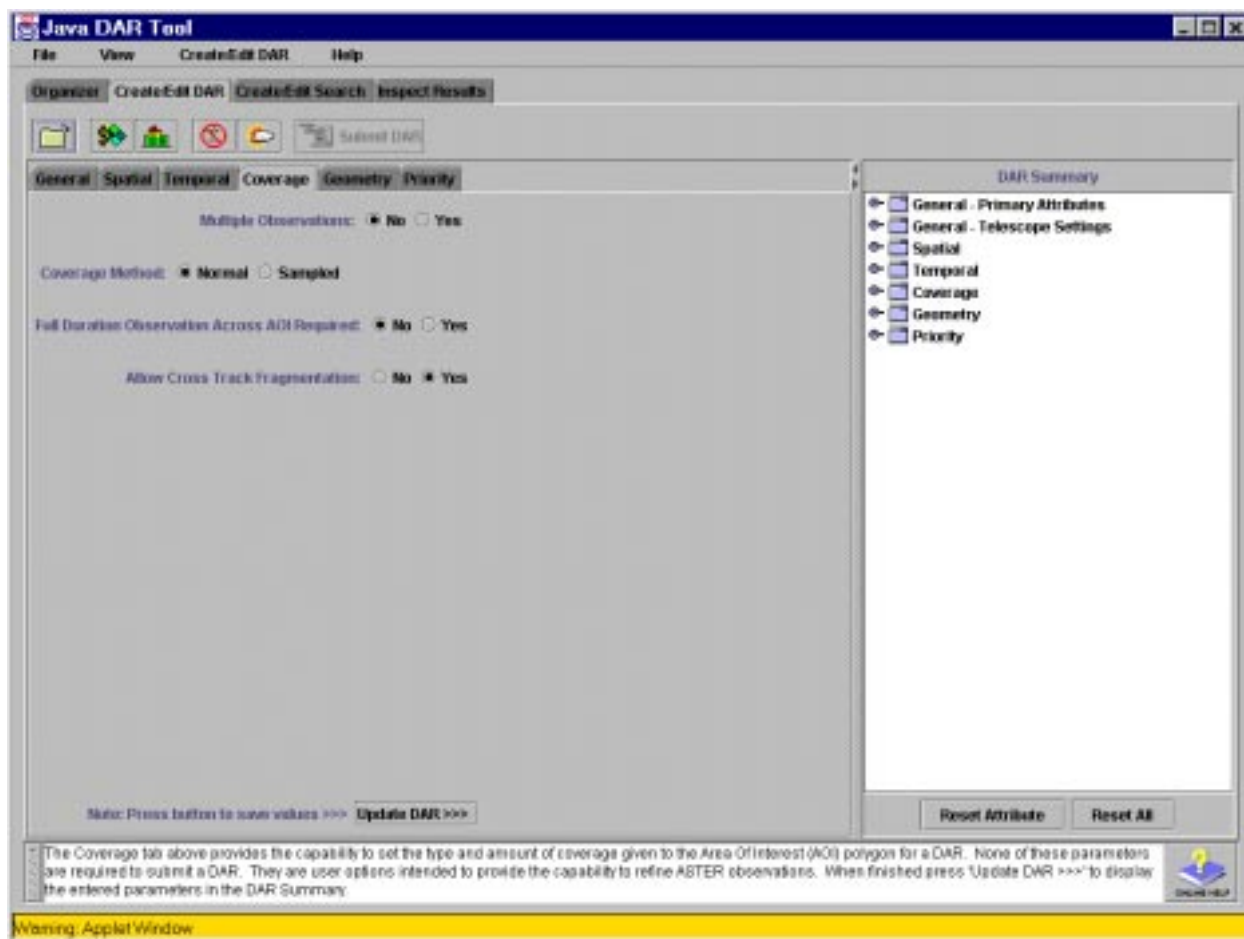 Java DAR Tool
File View Create/Edit DAR Help
Organizer Create/Edit DAR Create/Edit Search Inspect Results
Submit DAR
General Spatial Temporal Coverage Geometry Priority
Multiple Observations: No Yes
Coverage Method: Normal Sampled
Full Duration Observation Across AOI Required: No Yes
Allow Cross Track Fragmentation: No Yes
Note: Press button to save values >>> Update DAR >>>
DAR Summary
General - Primary Attributes
General - Telescope Settings
Spatial
Temporal
Coverage
Geometry
Priority
Reset Attribute Reset All
The Coverage tab above provides the capability to set the type and amount of coverage given to the Area Of Interest (AOI) polygon for a DAR. None of these parameters
are required to submit a DAR. They are user options intended to provide the capability to refine ASTER observations. When finished press 'Update DAR >>>' to display
the entered parameters in the DAR Summary.
ONLINE HELP
Warning: Applet Window